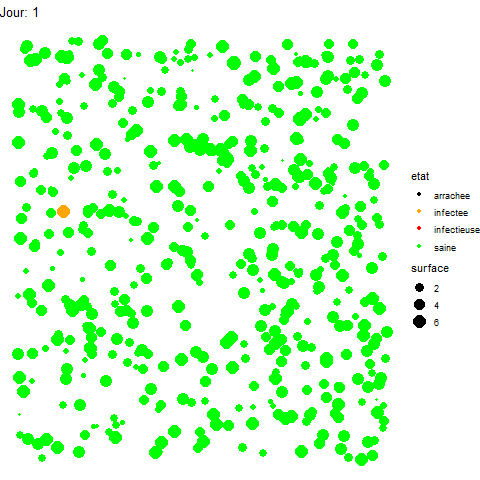 Jour: 1
etat
arrachee
infectee
infectieuse
saine
surface
2
4
6